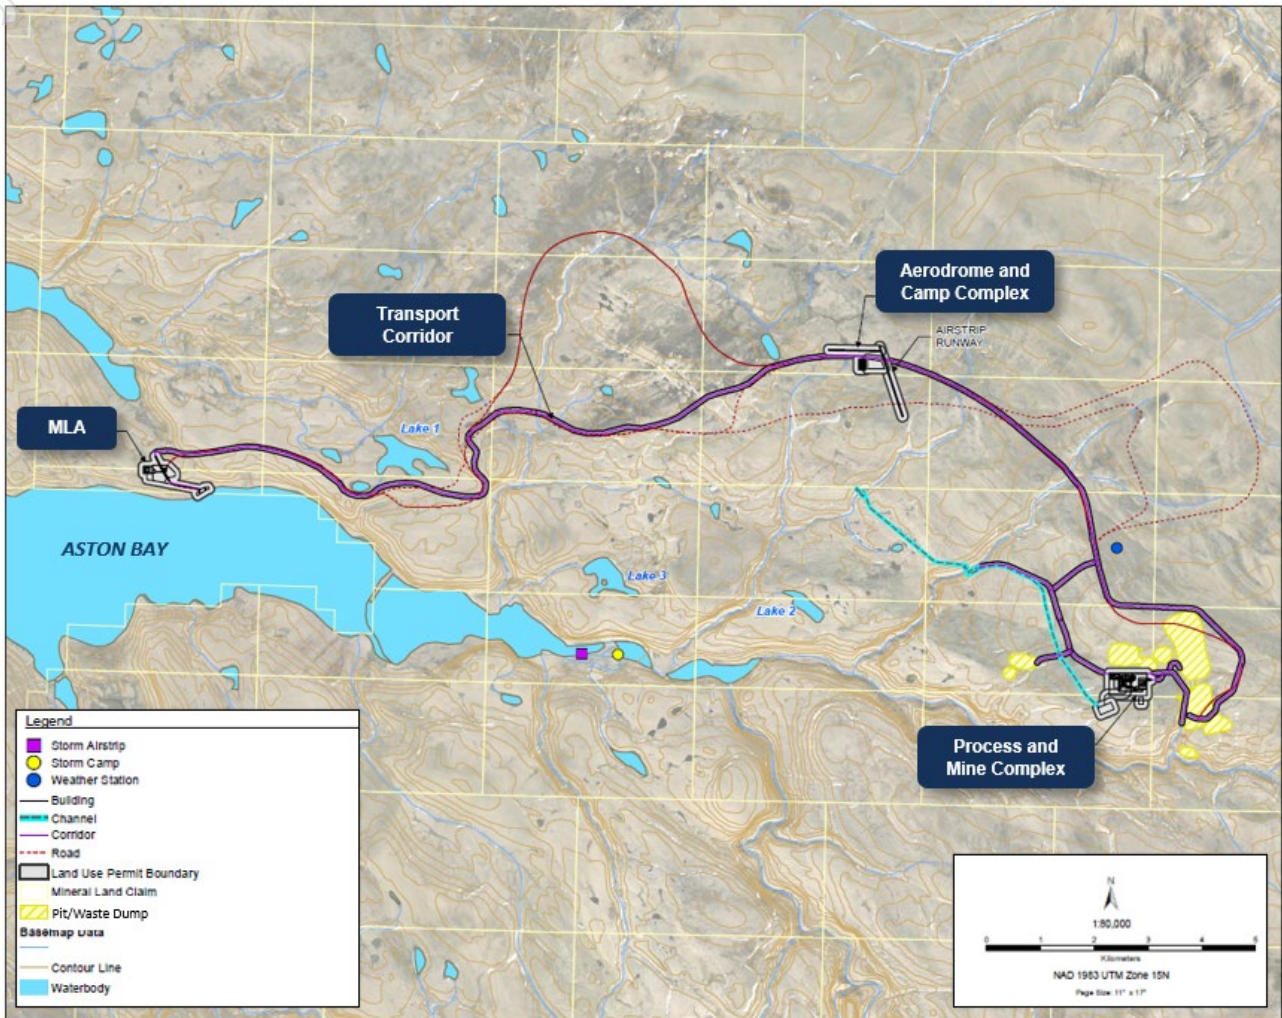 Aerodrome and
Camp Complex
Transport
Corridor
AIRSTRIP
RUNWAY
MLA
Lake 1
ASTON BAY
Lake 3
Lake 2
Process and
Mine Complex
Legend
Storm Airstrip
Storm Camp
Weather Station
Building
Channel
Corridor
Road
Land Use Permit Boundary
Mineral Land Claim
Pit/Waste Dump
Basemap Data
Contour Line
Waterbody
N
1:80,000
0 1 2 3 4 5
Kilometers
NAD 1983 UTM Zone 15N
Page Size: 11" x 17"